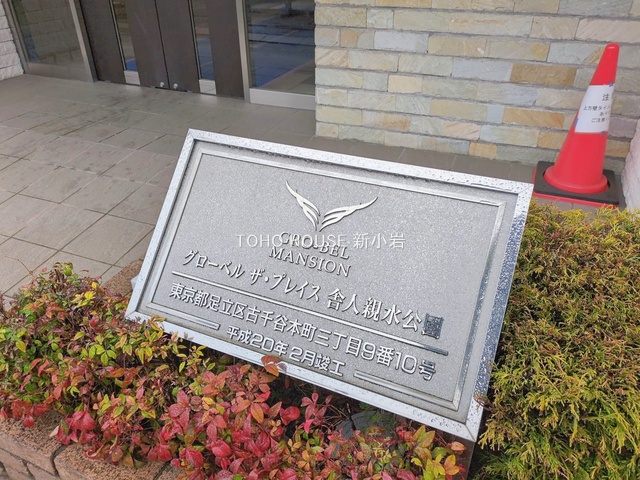 GROWBEL
MANSION
TOHO HOUSE 新小岩
グローベル ザ・プレイス 舎人親水公園
東京都足立区古千谷本町三丁目9番10号
平成20年2月竣工